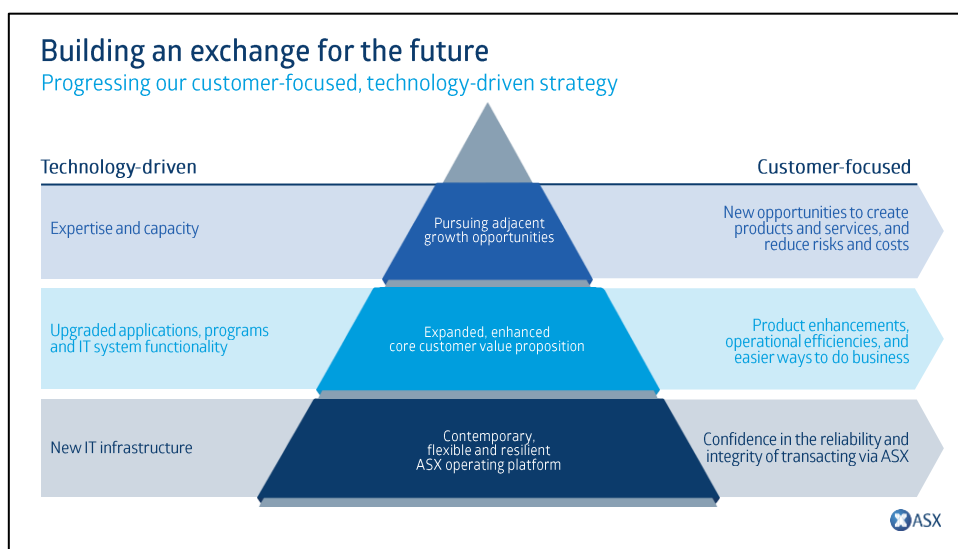 Building an exchange for the future
Progressing our customer-focused, technology-driven strategy
Technology-driven
Customer-focused
Expertise and capacity
Pursuing adjacent
growth opportunities
New opportunities to create
products and services, and
reduce risks and costs
Upgraded applications, programs
and IT system functionality
Expanded, enhanced
core customer value proposition
Product enhancements,
operational efficiencies, and
easier ways to do business
New IT infrastructure
Contemporary,
flexible and resilient
ASX operating platform
Confidence in the reliability and
integrity of transacting via ASX
ASX